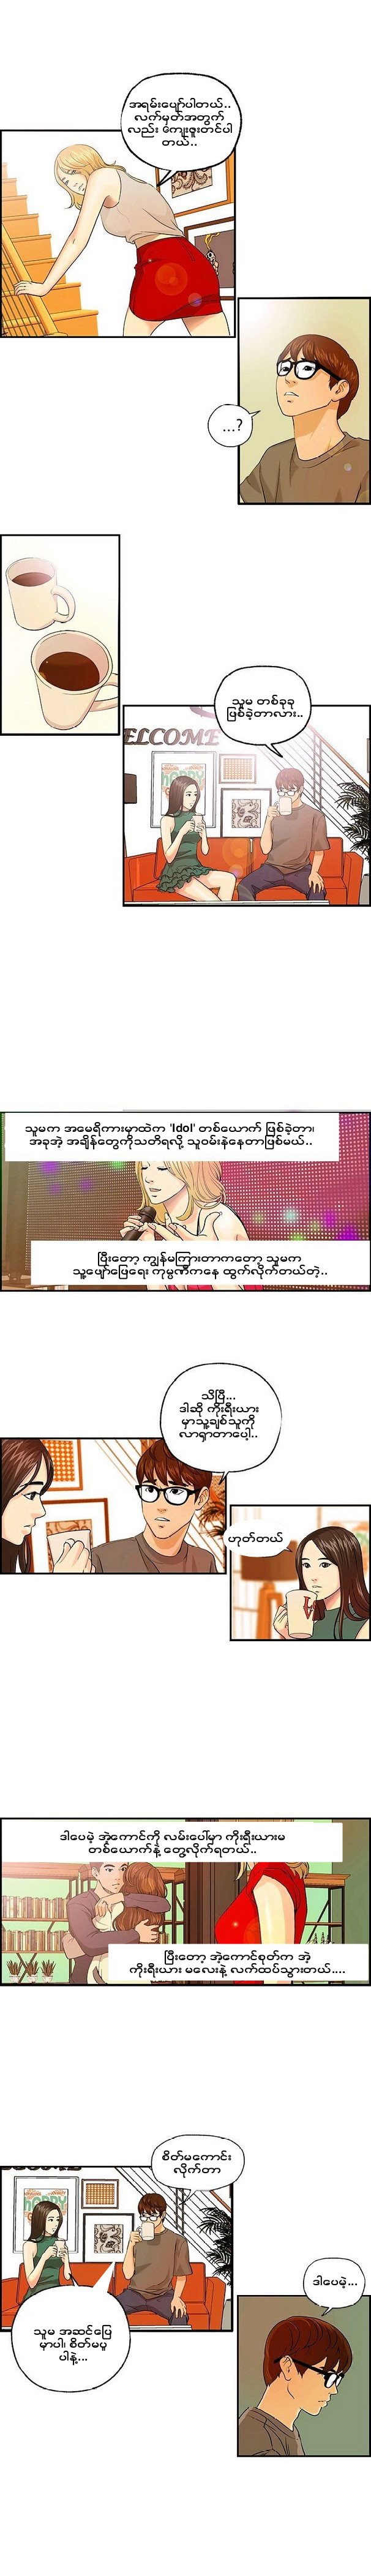 အရမ်းပျော်ပါတယ်..
လက်မှတ်အတွက်
လည်း ကျေးဇူးတင်ပါ
တယ်..
...?
သူမ တစ်ခုခု
ဖြစ်ခဲ့တာလား..
ELCOME
HAPPY
သူမက အမေရိကားမှာထဲက 'Idol' တစ်ယောက် ဖြစ်ခဲ့တာ၊
အခုအဲ့ အချိန်တွေကိုသတိရလို့ သူဝမ်းနဲနေတာဖြစ်မယ်..
ပြီးတော့ ကျွန်မကြားတာကတော့ သူမက
သူ့ဖျော်ဖြေရေး ကုမ္ပဏီကနေ ထွက်လိုက်တယ်တဲ့..
သိပြီ...
ဒါဆို ကိုးရီးယား
မှာသူ့ချစ်သူကို
လာရှာတာပေါ့..
ဟုတ်တယ်
ဒါပေမဲ့ အဲ့ကောင်ကို လမ်းပေါ်မှာ ကိုးရီးယားမ
တစ်ယောက်နဲ့ တွေ့လိုက်ရတယ်..
ပြီးတော့ အဲ့ကောင်စုတ်က အဲ့
ကိုးရီးယား မလေးနဲ့ လက်ထပ်သွားတယ်....
စိတ်မကောင်း
လိုက်တာ
သူမ အဆင်ပြေ
မှာပါ၊ စိတ်မပူ
ပါနဲ့...
ဒါပေမဲ့...